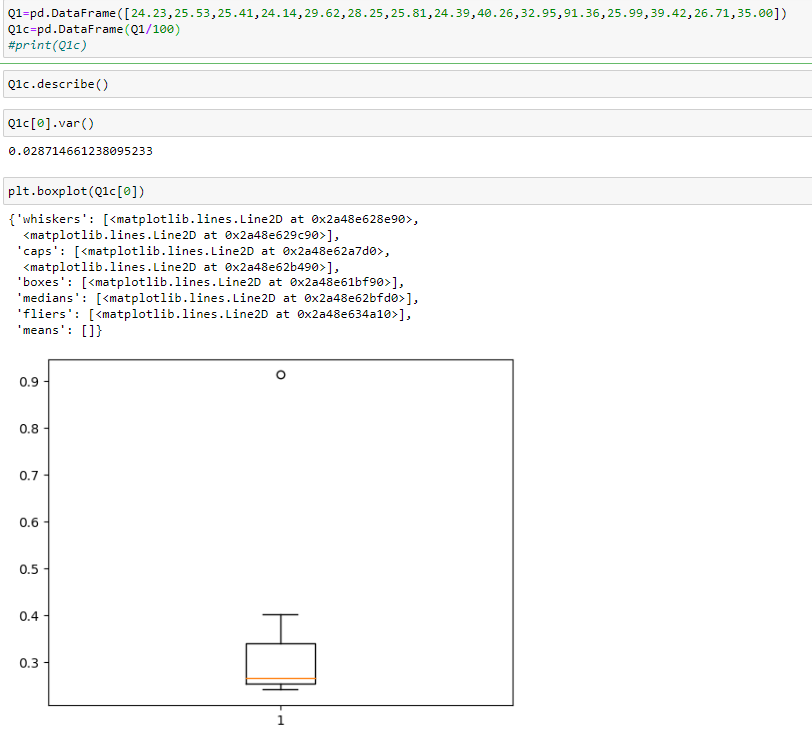 Q1=pd.DataFrame([24.23,25.53,25.41,24.14,29.62,28.25,25.81,24.39,40.26,32.95,91.36,25.99,39.42,26.71,35.00])
Q1c=pd.DataFrame(Q1/100)
#print(Q1c)
Q1c.describe()
Q1c[0].var()
0.028714661238095233
plt.boxplot(Q1c[0])
{'whiskers': [<matplotlib.lines.Line2D at 0x2a48e628e90>,
  <matplotlib.lines.Line2D at 0x2a48e629c90>],
 'caps': [<matplotlib.lines.Line2D at 0x2a48e62a7d0>,
  <matplotlib.lines.Line2D at 0x2a48e62b490>],
 'boxes': [<matplotlib.lines.Line2D at 0x2a48e61bf90>],
 'medians': [<matplotlib.lines.Line2D at 0x2a48e62bfd0>],
 'fliers': [<matplotlib.lines.Line2D at 0x2a48e634a10>],
 'means': []}
0.9
0.8
0.7
0.6
0.5
0.4
0.3
1